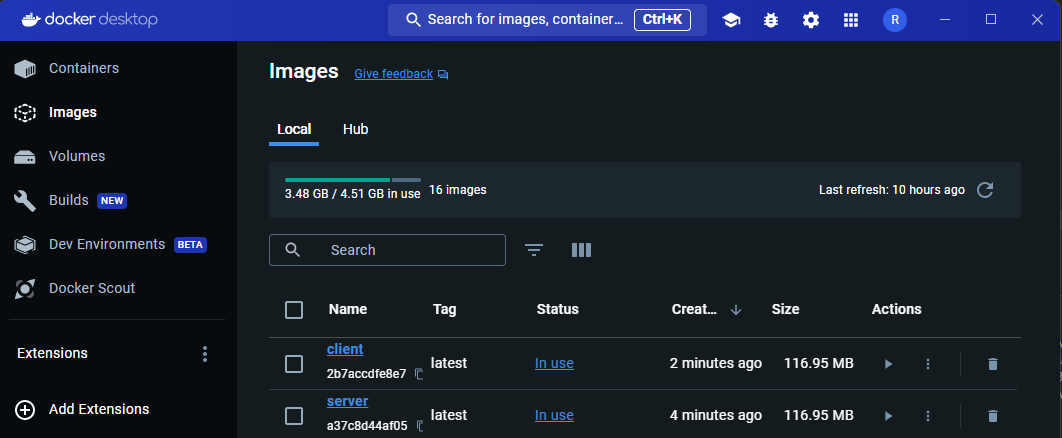 docker desktop
Search for images, container... Ctrl+K
R
Containers
Images
Volumes
Builds NEW
Dev Environments BETA
Docker Scout
Extensions
Add Extensions
Images Give feedback
Local Hub
3.48 GB / 4.51 GB in use 16 images Last refresh: 10 hours ago
Search
Name Tag Status Creat... Size Actions
client
2b7accdfe8e7 latest In use 2 minutes ago 116.95 MB
server
a37c8d44af05 latest In use 4 minutes ago 116.95 MB